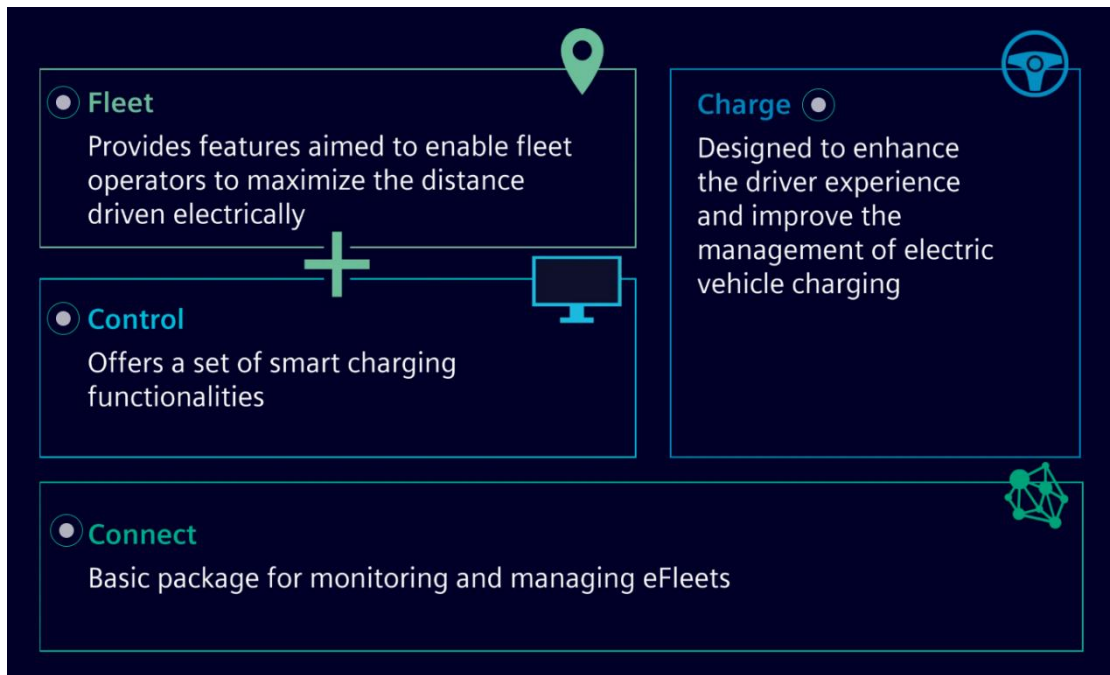 Fleet
Provides features aimed to enable fleet
operators to maximize the distance
driven electrically
Control
Offers a set of smart charging
functionalities
Charge
Designed to enhance
the driver experience
and improve the
management of electric
vehicle charging
Connect
Basic package for monitoring and managing eFleets